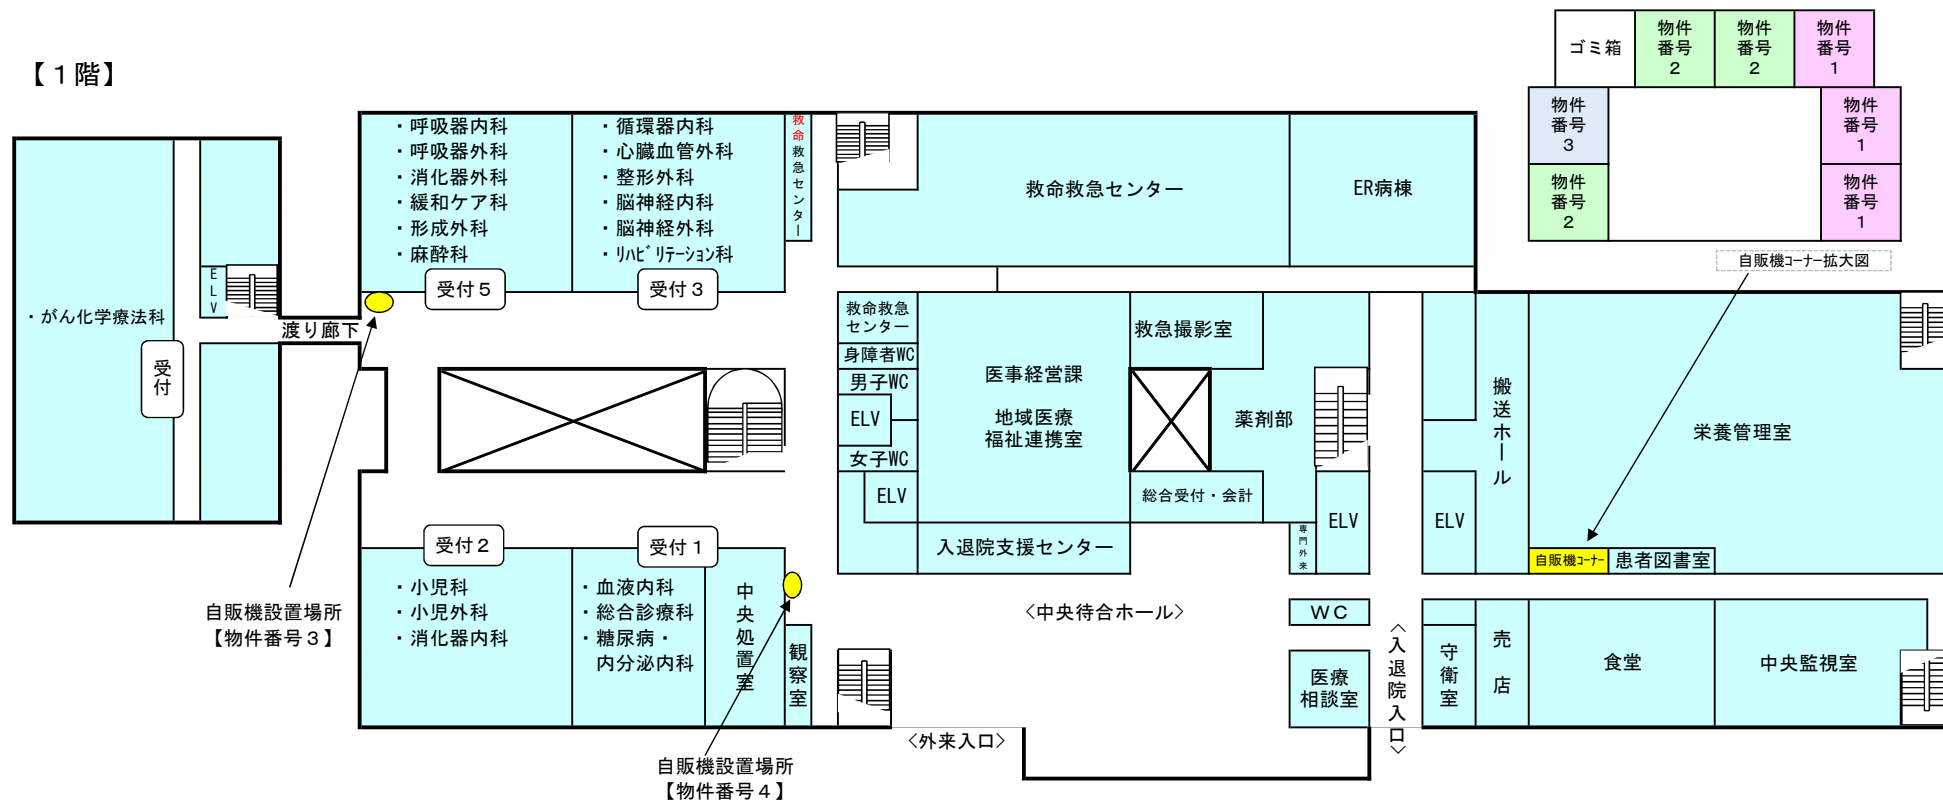 【１階】
ゴミ箱
物件
番号
２
物件
番号
２
物件
番号
１
物件
番号
３
物件
番号
１
物件
番号
２
物件
番号
１
自販機ｺｰﾅｰ拡大図
・呼吸器内科
・呼吸器外科
・消化器外科
・緩和ケア科
・形成外科
・麻酔科
受付５
・循環器内科
・心臓血管外科
・整形外科
・脳神経内科
・脳神経外科
・ﾘﾊﾋﾞﾘﾃｰｼｮﾝ科
受付３
救命救急センター
救命救急センター
ER病棟
ELV
・がん化学療法科
受付
渡り廊下
救命救急
センター
身障者WC
男子WC
ELV
女子WC
ELV
医事経営課
地域医療
福祉連携室
救急撮影室
薬剤部
総合受付・会計
専門外来
ELV
ELV
搬送ホール
栄養管理室
自販機ｺｰﾅｰ
患者図書室
入退院支援センター
受付２
・小児科
・小児外科
・消化器内科
受付１
・血液内科
・総合診療科
・糖尿病・
内分泌内科
中央処置室
観察室
自販機設置場所
【物件番号３】
自販機設置場所
【物件番号４】
〈中央待合ホール〉
〈外来入口〉
ＷＣ
医療
相談室
〈入退院入口〉
守衛室
売店
食堂
中央監視室